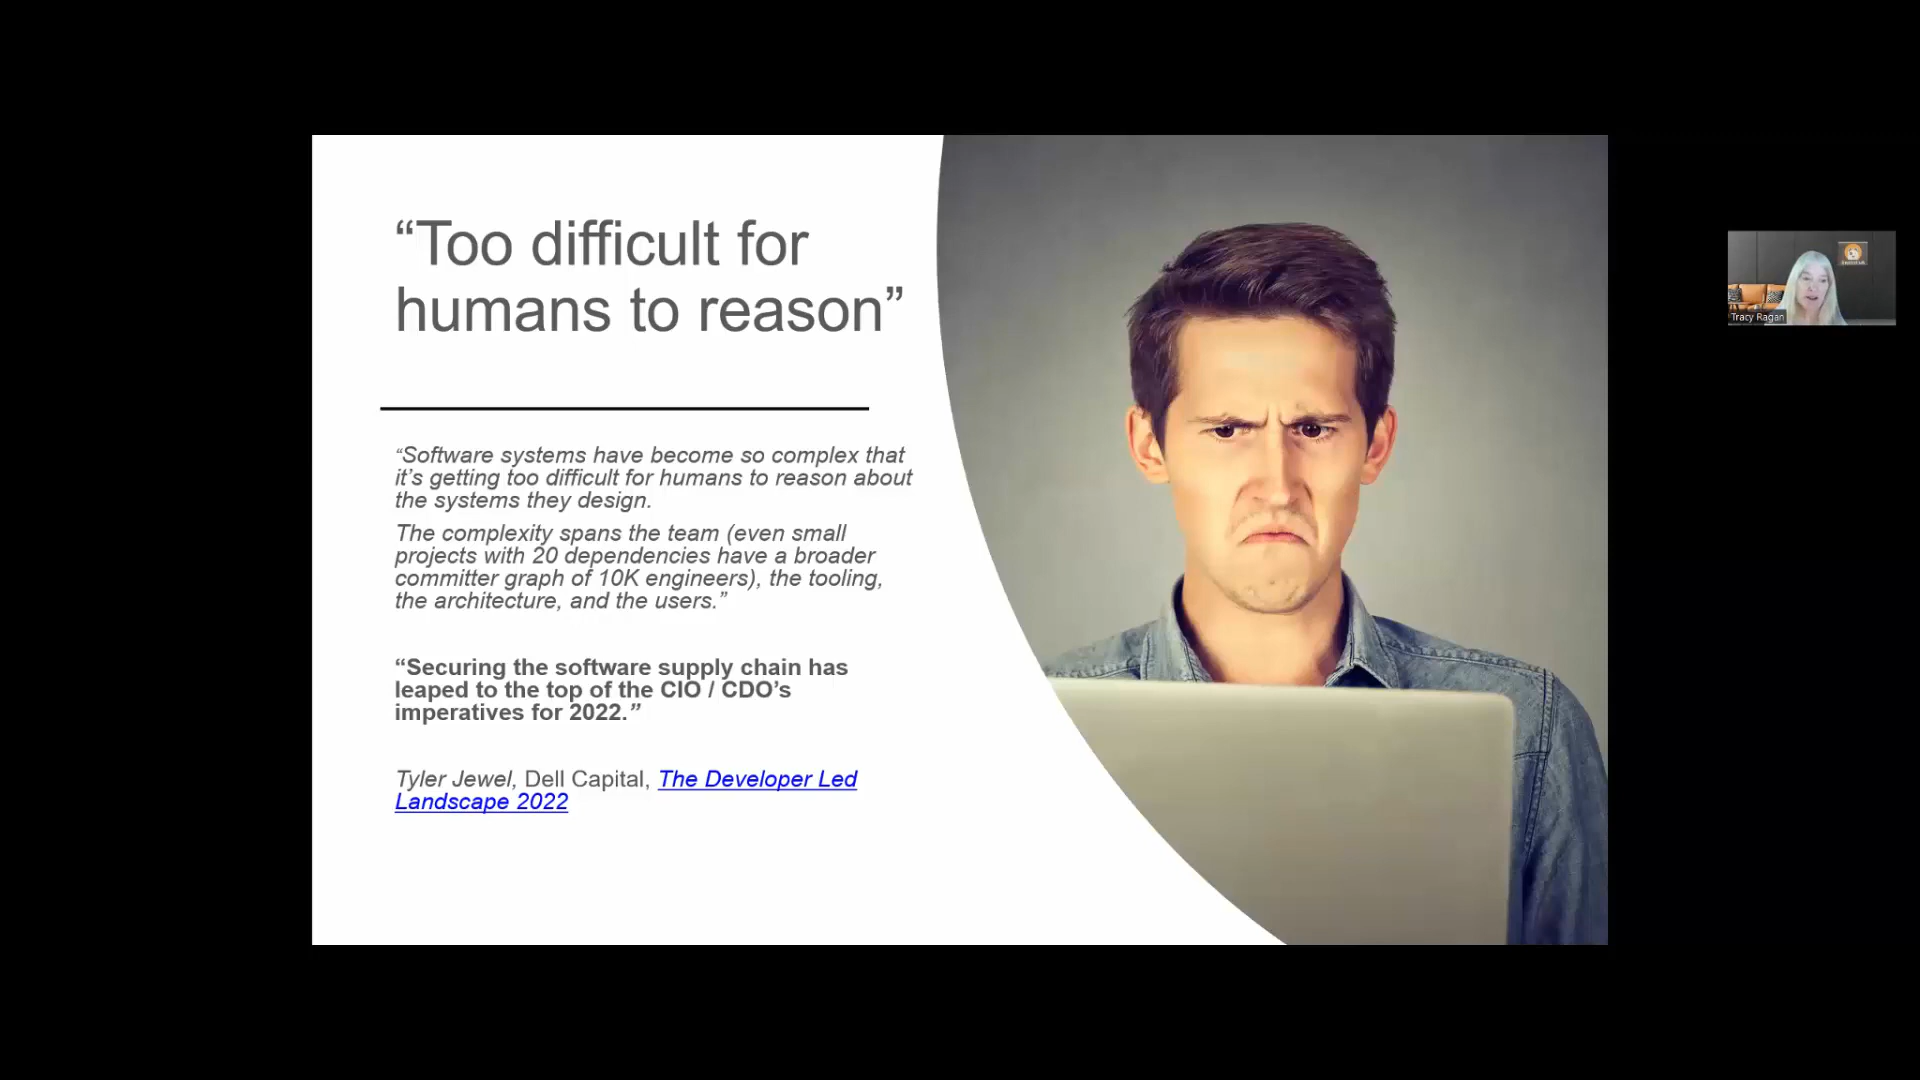 “Too difficult for
humans to reason”
“Software systems have become so complex that
it’s getting too difficult for humans to reason about
the systems they design.
The complexity spans the team (even small
projects with 20 dependencies have a broader
committer graph of 10K engineers), the tooling,
the architecture, and the users.”
“Securing the software supply chain has
leaped to the top of the CIO / CDO’s
imperatives for 2022.”
Tyler Jewel, Dell Capital, The Developer Led
Landscape 2022
Tracy Ragan